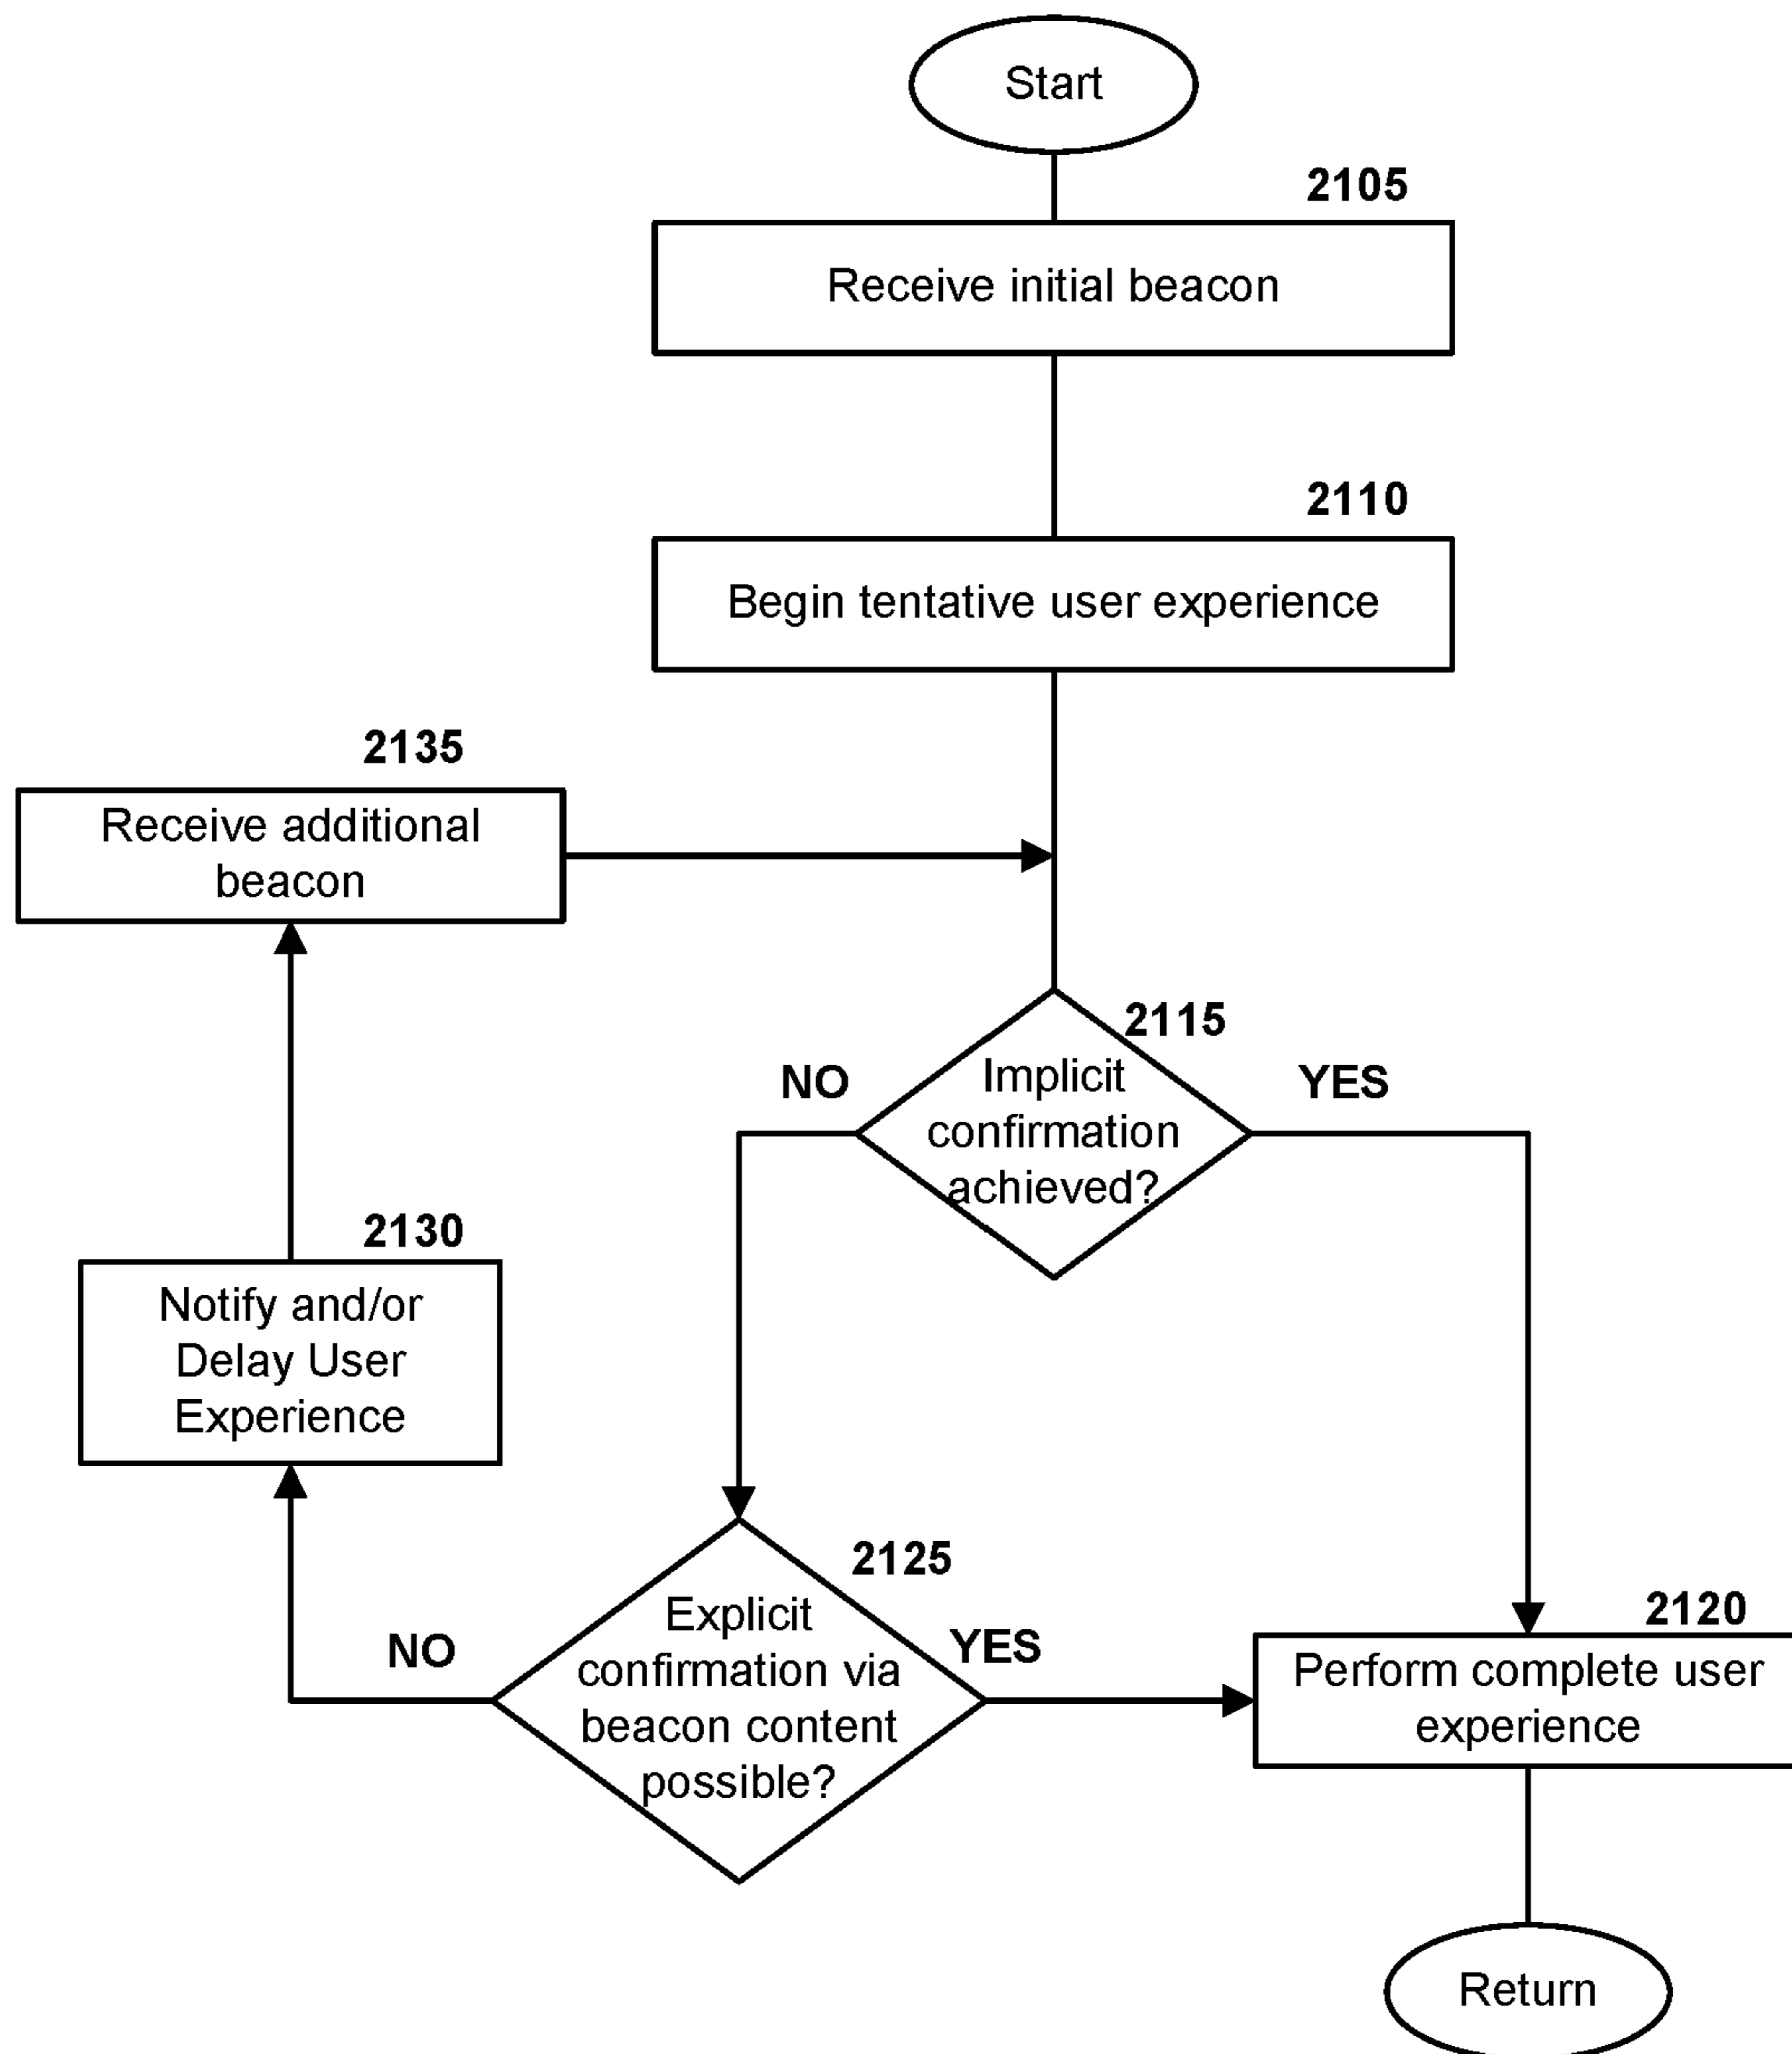 Start
2105
Receive initial beacon
2110
Begin tentative user experience
2135
Receive additional
beacon
2115
Implicit
confirmation
achieved?
NO
YES
2130
Notify and/or
Delay User
Experience
2125
Explicit
confirmation via
beacon content
possible?
NO
YES
2120
Perform complete user
experience
Return